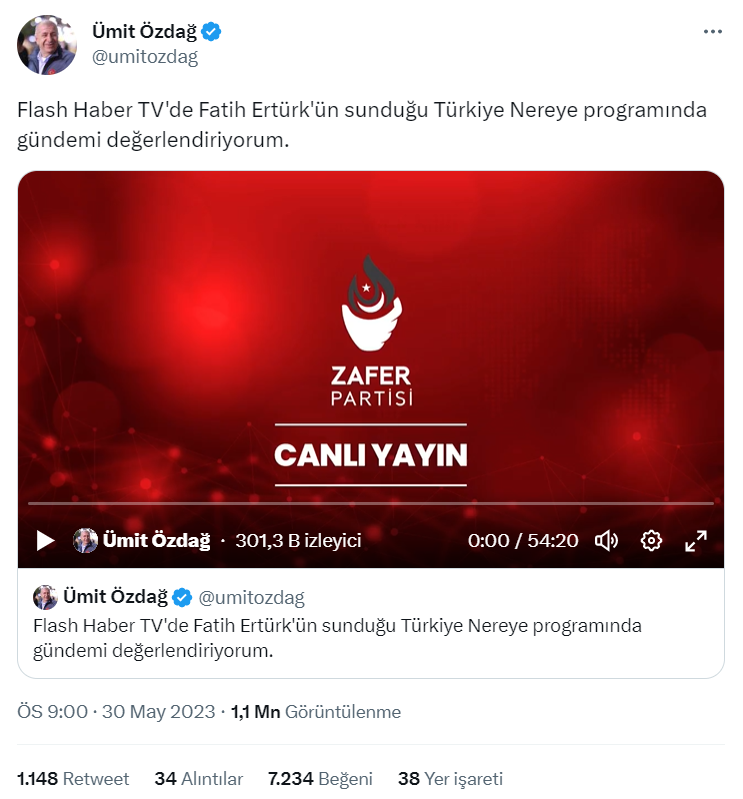 Ümit Özdağ
@umitozdag
Flash Haber TV'de Fatih Ertürk'ün sunduğu Türkiye Nereye programında
gündemi değerlendiriyorum.
ZAFER
PARTİSİ
CANLI YAYIN
Ümit Özdağ · 301,3 B izleyici 0:00 / 54:20
Ümit Özdağ @umitozdag
Flash Haber TV'de Fatih Ertürk'ün sunduğu Türkiye Nereye programında
gündemi değerlendiriyorum.
ÖS 9:00 · 30 May 2023 · 1,1 Mn Görüntülenme
1.148 Retweet 34 Alıntılar 7.234 Beğeni 38 Yer işareti